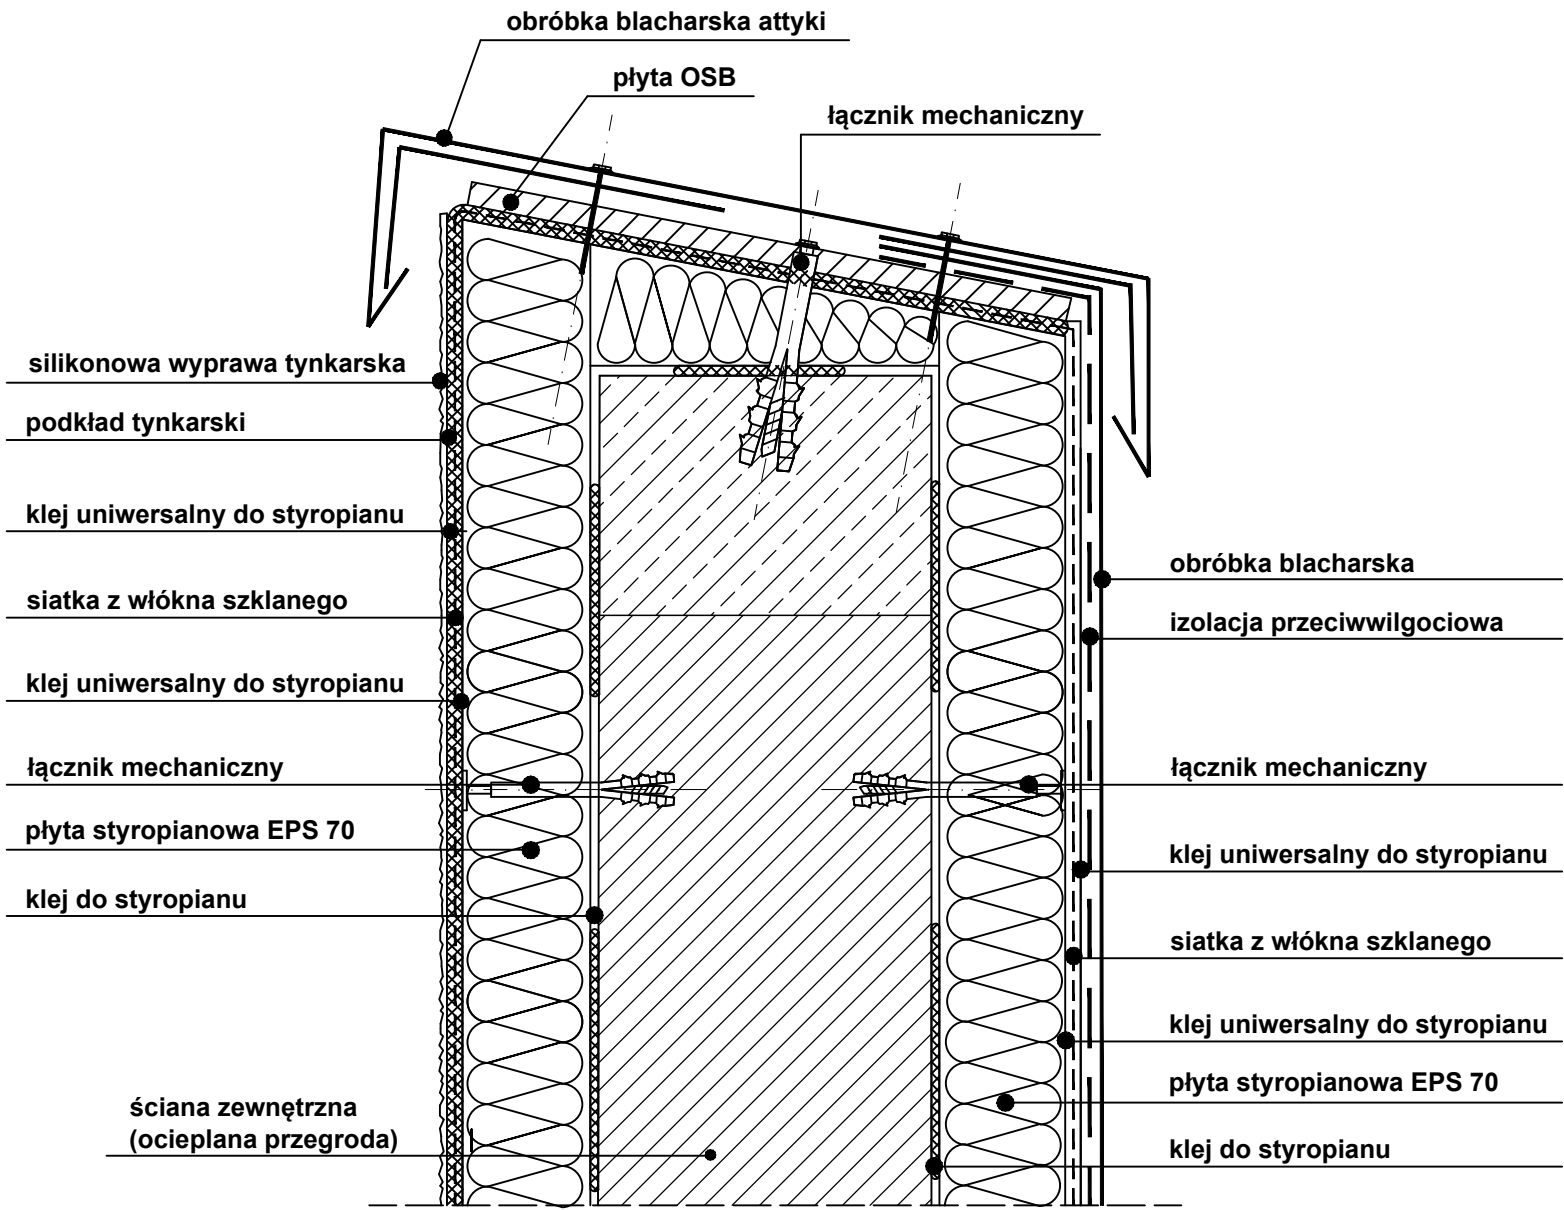 obróbka blacharska attyki
płyta OSB
łącznik mechaniczny
silikonowa wyprawa tynkarska
podkład tynkarski
klej uniwersalny do styropianu
siatka z włókna szklanego
klej uniwersalny do styropianu
łącznik mechaniczny
płyta styropianowa EPS 70
klej do styropianu
ściana zewnętrzna
(ocieplana przegroda)
obróbka blacharska
izolacja przeciwwilgociowa
łącznik mechaniczny
klej uniwersalny do styropianu
siatka z włókna szklanego
klej uniwersalny do styropianu
płyta styropianowa EPS 70
klej do styropianu